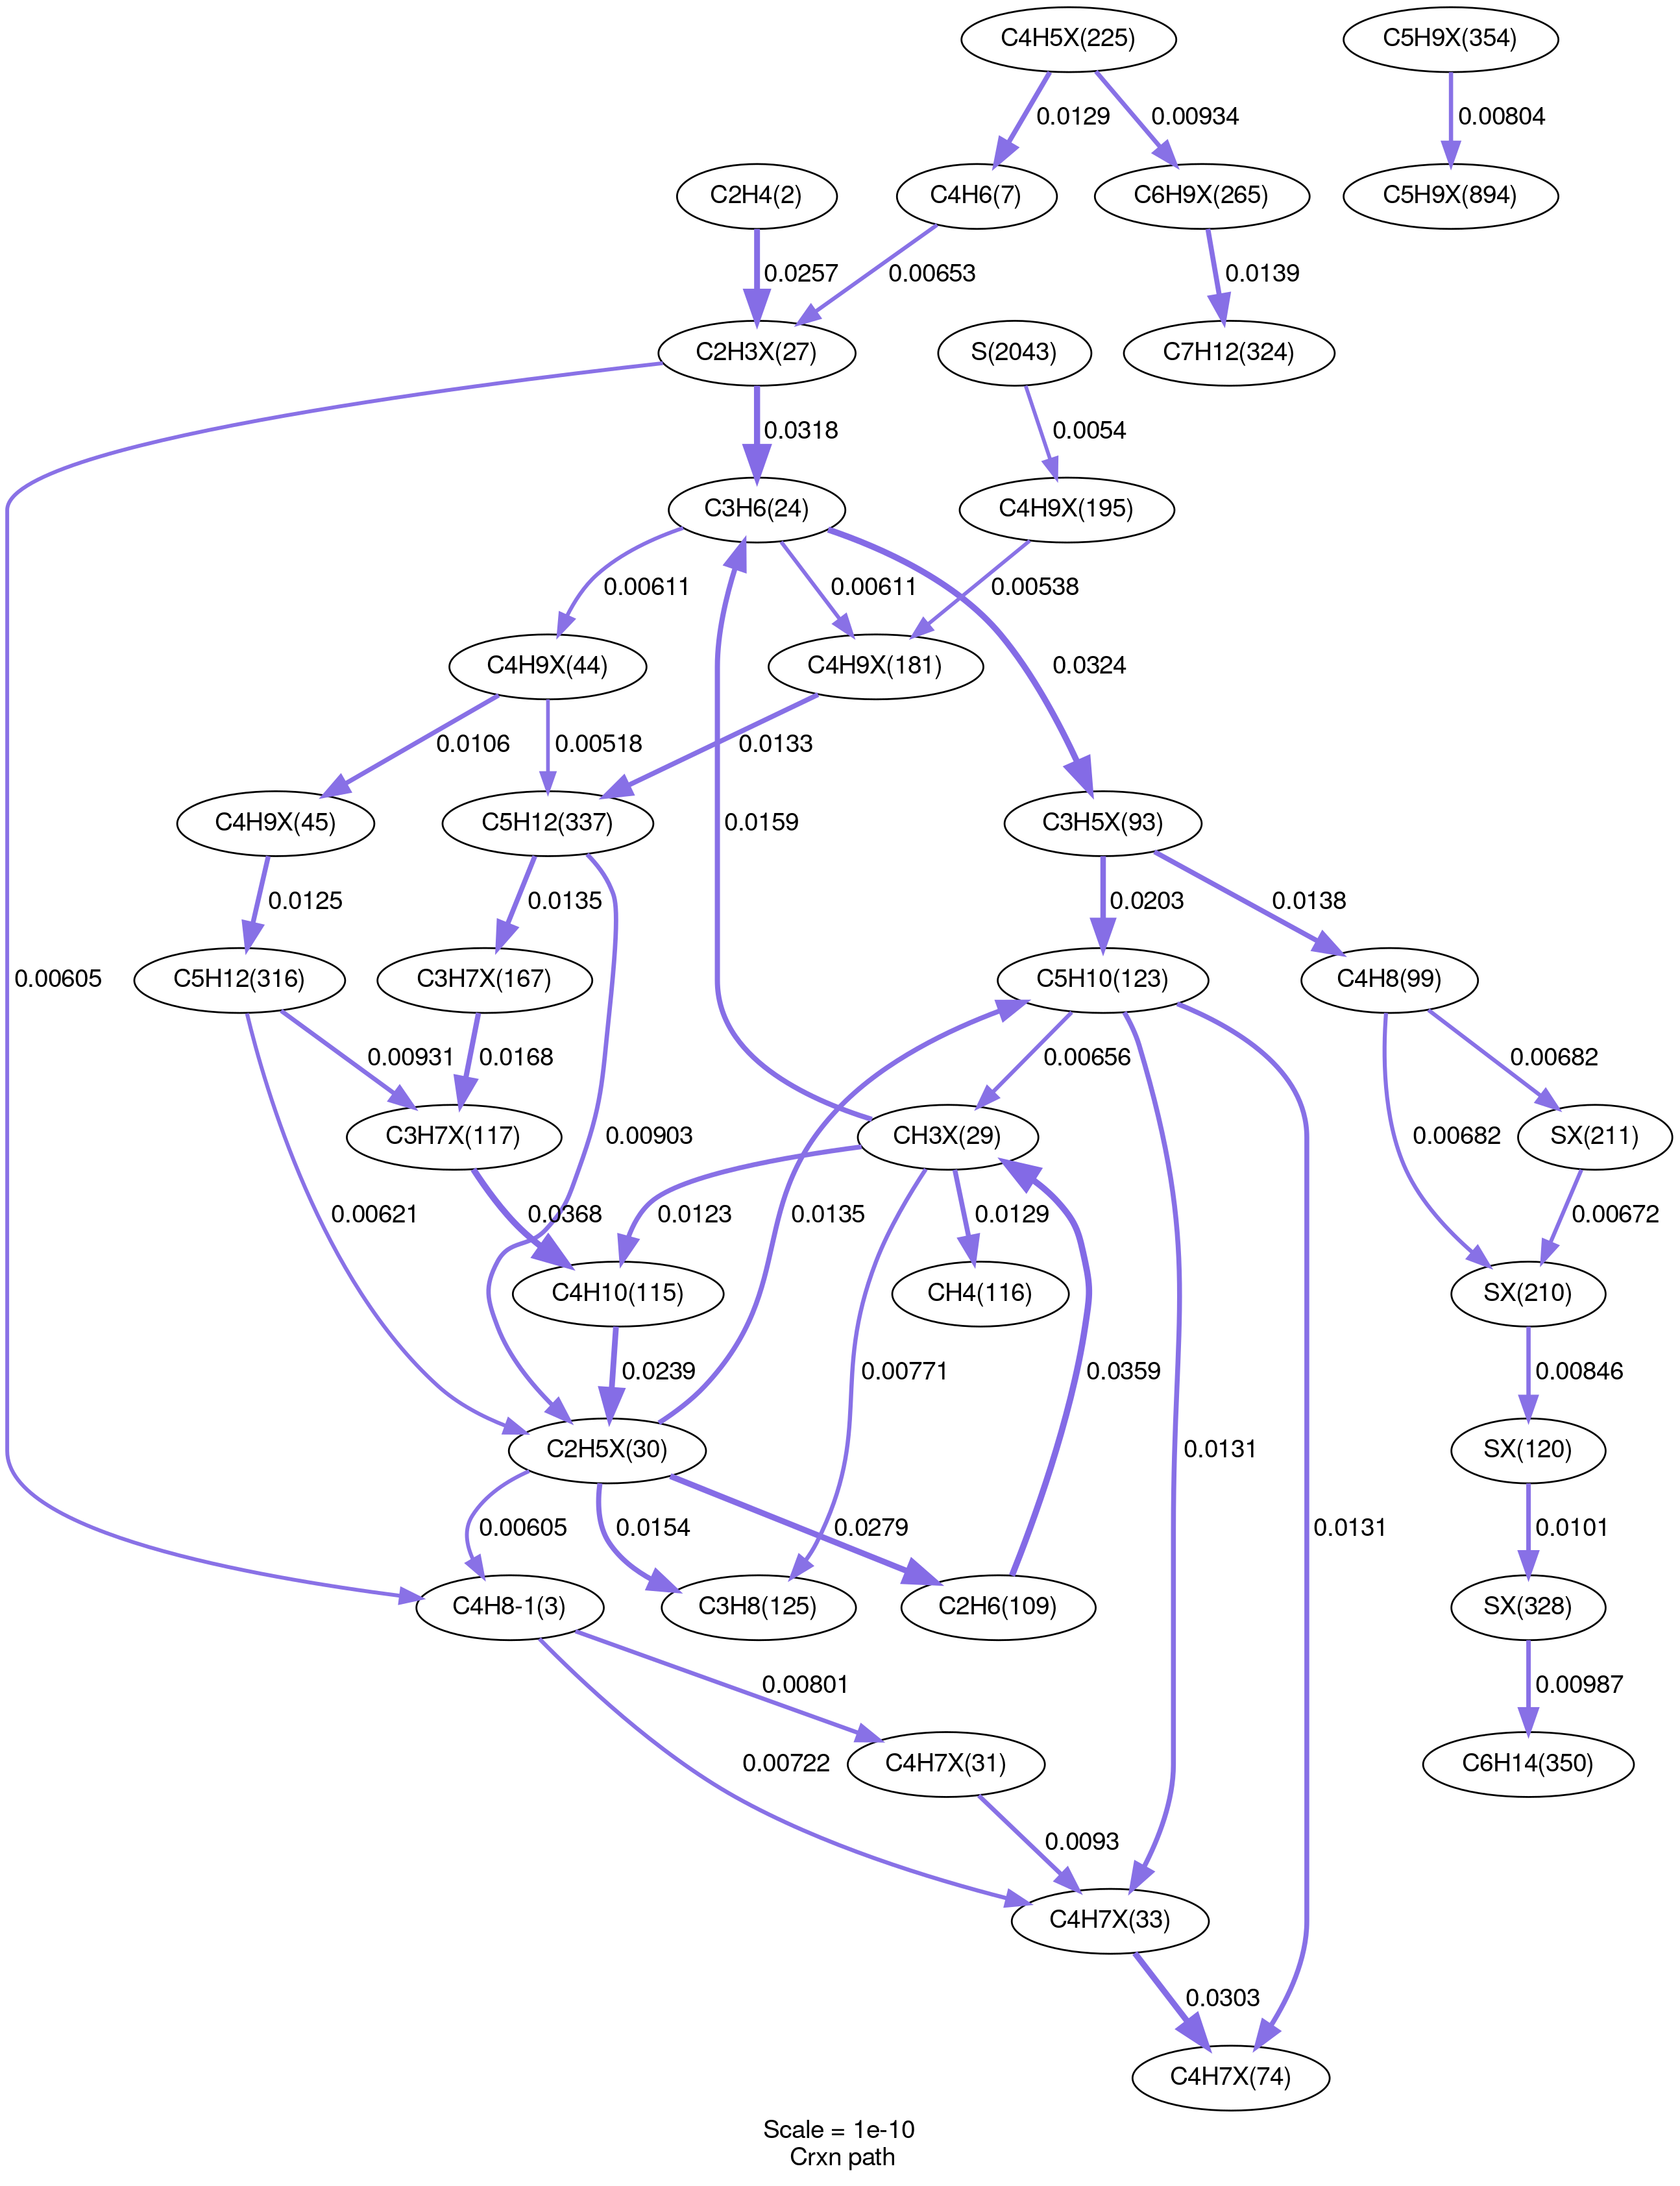 C4H5X(225)
C5H9X(354)
0.0129
0.00934
0.00804
C2H4(2)
C4H6(7)
C6H9X(265)
C5H9X(894)
0.0257
0.00653
0.0139
C2H3X(27)
S(2043)
C7H12(324)
0.0318
0.0054
C3H6(24)
C4H9X(195)
0.00611
0.00611
0.00538
C4H9X(44)
C4H9X(181)
0.0324
0.0106
0.00518
0.0133
C4H9X(45)
C5H12(337)
0.0159
C3H5X(93)
0.0125
0.0135
0.0203
0.0138
0.00605
C5H12(316)
C3H7X(167)
C5H10(123)
C4H8(99)
0.00931
0.0168
0.00656
0.00682
C3H7X(117)
0.00903
CH3X(29)
0.00682
SX(211)
0.00621
0.0368
0.0123
0.0135
0.0129
0.00672
C4H10(115)
CH4(116)
SX(210)
0.0239
0.00771
0.0359
0.00846
C2H5X(30)
0.0131
0.0131
SX(120)
0.00605
0.0154
0.0279
0.0101
C4H8-1(3)
C3H8(125)
C2H6(109)
SX(328)
0.00801
0.00987
0.00722
C4H7X(31)
C6H14(350)
0.0093
C4H7X(33)
0.0303
C4H7X(74)
Scale = 1e-10
Crxn path